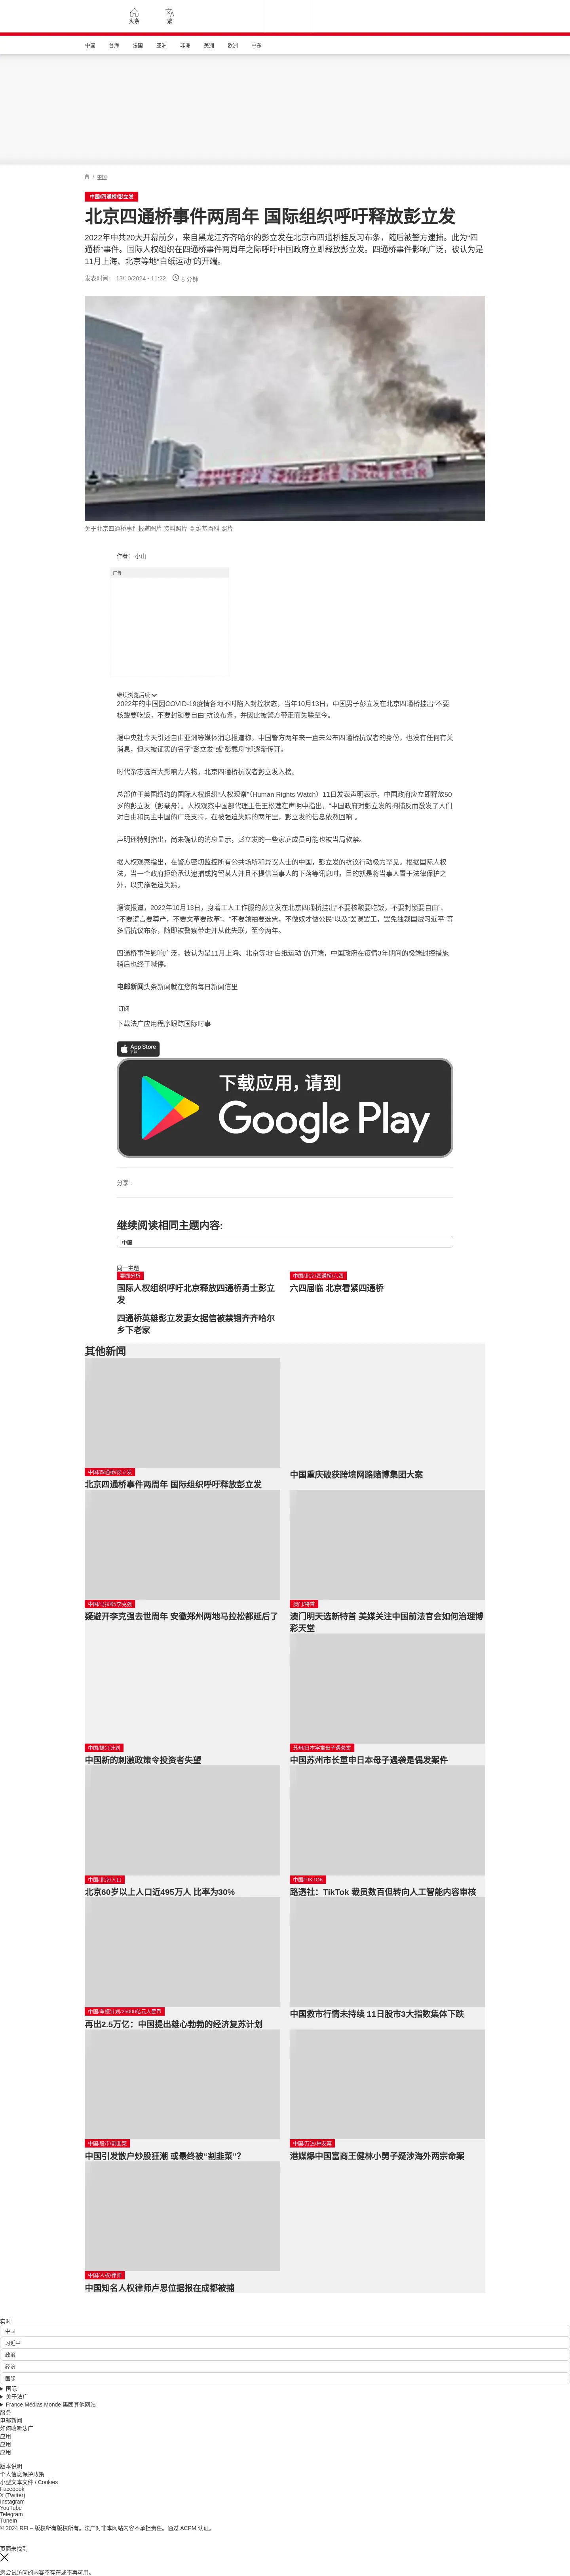 头条
繁
中国 台海 法国 亚洲 非洲 美洲 欧洲 中东
/ 中国
中国/四通桥/彭立发
北京四通桥事件两周年 国际组织呼吁释放彭立发
2022年中共20大开幕前夕，来自黑龙江齐齐哈尔的彭立发在北京市四通桥挂反习布条，随后被警方逮捕。此为“四
通桥”事件。国际人权组织在四通桥事件两周年之际呼吁中国政府立即释放彭立发。四通桥事件影响广泛，被认为是
11月上海、北京等地“白纸运动”的开端。
发表时间： 13/10/2024 - 11:22 5 分钟
关于北京四通桥事件报道图片 资料照片 © 维基百科 照片
作者： 小山
广告
继续浏览后续
2022年的中国因COVID-19疫情各地不时陷入封控状态，当年10月13日，中国男子彭立发在北京四通桥挂出“不要
核酸要吃饭，不要封锁要自由”抗议布条，并因此被警方带走而失联至今。
据中央社今天引述自由亚洲等媒体消息报道称，中国警方两年来一直未公布四通桥抗议者的身份，也没有任何有关
消息，但未被证实的名字“彭立发”或“彭载舟”却逐渐传开。
时代杂志选百大影响力人物，北京四通桥抗议者彭立发入榜。
总部位于美国纽约的国际人权组织“人权观察”（Human Rights Watch）11日发表声明表示，中国政府应立即释放50
岁的彭立发（彭载舟）。人权观察中国部代理主任王松莲在声明中指出，“中国政府对彭立发的拘捕反而激发了人们
对自由和民主中国的广泛支持，在被强迫失踪的两年里，彭立发的信息依然回响”。
声明还特别指出，尚未确认的消息显示，彭立发的一些家庭成员可能也被当局软禁。
据人权观察指出，在警方密切监控所有公共场所和异议人士的中国，彭立发的抗议行动极为罕见。根据国际人权
法，当一个政府拒绝承认逮捕或拘留某人并且不提供当事人的下落等讯息时，目的就是将当事人置于法律保护之
外，以实施强迫失踪。
据该报道，2022年10月13日，身着工人工作服的彭立发在北京四通桥挂出“不要核酸要吃饭，不要封锁要自由”、
“不要谎言要尊严，不要文革要改革”、“不要领袖要选票，不做奴才做公民”以及“罢课罢工，罢免独裁国贼习近平”等
多幅抗议布条，随即被警察带走并从此失联，至今两年。
四通桥事件影响广泛，被认为是11月上海、北京等地“白纸运动”的开端，中国政府在疫情3年期间的极端封控措施
稍后也终于喊停。
电邮新闻头条新闻就在您的每日新闻信里
订阅
下载法广应用程序跟踪国际时事
App Store
下载
下载应用，请到
Google Play
分享 :
继续阅读相同主题内容:
中国
同一主题
要闻分析
国际人权组织呼吁北京释放四通桥勇士彭立
发
中国/北京/四通桥/六四
六四届临 北京看紧四通桥
四通桥英雄彭立发妻女据信被禁锢齐齐哈尔
乡下老家
其他新闻
中国/四通桥/彭立发
北京四通桥事件两周年 国际组织呼吁释放彭立发
中国重庆破获跨境网路赌博集团大案
中国/马拉松/李克强
疑避开李克强去世周年 安徽郑州两地马拉松都延后了
澳门/特首
澳门明天选新特首 美媒关注中国前法官会如何治理博
彩天堂
中国/振兴计划
中国新的刺激政策令投资者失望
苏州/日本学童母子遇袭案
中国苏州市长重申日本母子遇袭是偶发案件
中国/北京/人口
北京60岁以上人口近495万人 比率为30%
中国/TIKTOK
路透社：TikTok 裁员数百但转向人工智能内容审核
中国/重振计划/25000亿元人民币
再出2.5万亿：中国提出雄心勃勃的经济复苏计划
中国救市行情未持续 11日股市3大指数集体下跌
中国/股市/割韭菜
中国引发散户炒股狂潮 或最终被“割韭菜”？
中国/万达/林友案
港媒爆中国富商王健林小舅子疑涉海外两宗命案
中国/人权/律师
中国知名人权律师卢思位据报在成都被捕
实时
中国
习近平
政治
经济
国际
国际
关于法广
France Médias Monde 集团其他网站
服务
电邮新闻
如何收听法广
应用
应用
应用
版本说明
个人信息保护政策
小型文本文件 / Cookies
Facebook
X (Twitter)
Instagram
YouTube
Telegram
TuneIn
© 2024 RFI – 版权所有版权所有。法广对非本网站内容不承担责任。通过 ACPM 认证。
页面未找到
您尝试访问的内容不存在或不再可用。